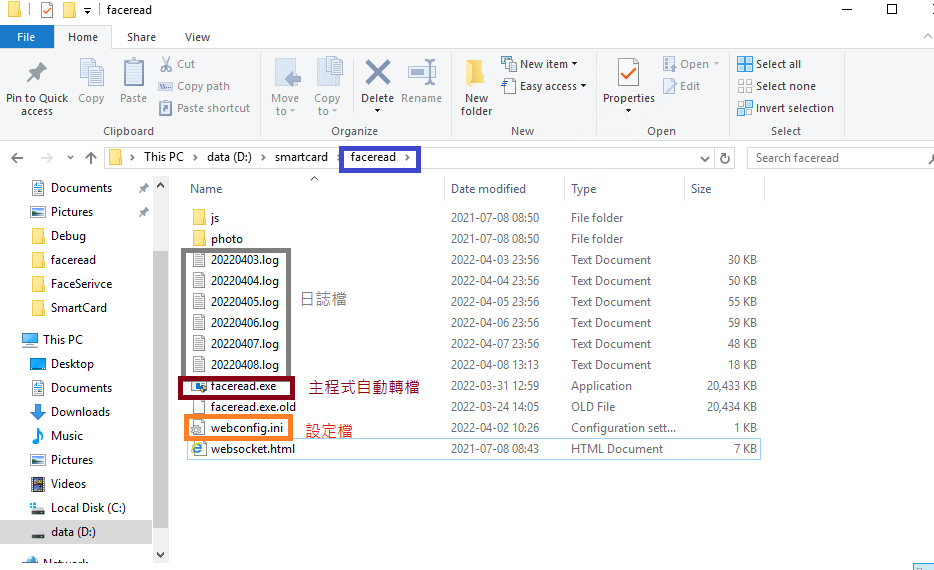 faceread
File Home Share View
Pin to Quick access
Copy
Paste
Cut
Copy path
Paste shortcut
Clipboard
Move to
Copy to
Delete
Rename
Organize
New folder
New item
Easy access
New
Properties
Open
Edit
Open
Select all
Select none
Invert selection
Select
This PC > data (D:) > smartcard > faceread >
Search faceread
Documents
Pictures
Debug
faceread
FaceSerivce
SmartCard
This PC
Desktop
Documents
Downloads
Music
Pictures
Videos
Local Disk (C:)
data (D:)
Network
Name Date modified Type Size
js 2021-07-08 08:50 File folder
photo 2021-07-08 08:50 File folder
20220403.log 2022-04-03 23:56 Text Document 30 KB
20220404.log 2022-04-04 23:56 Text Document 50 KB
20220405.log 日誌檔 2022-04-05 23:56 Text Document 55 KB
20220406.log 2022-04-06 23:56 Text Document 59 KB
20220407.log 2022-04-07 23:56 Text Document 48 KB
20220408.log 2022-04-08 13:13 Text Document 18 KB
faceread.exe 主程式自動轉檔 2022-03-31 12:59 Application 20,433 KB
faceread.exe.old 2022-03-24 14:05 OLD File 20,434 KB
webconfig.ini 設定檔 2022-04-02 10:26 Configuration sett... 1 KB
websocket.html 2021-07-08 08:43 HTML Document 7 KB